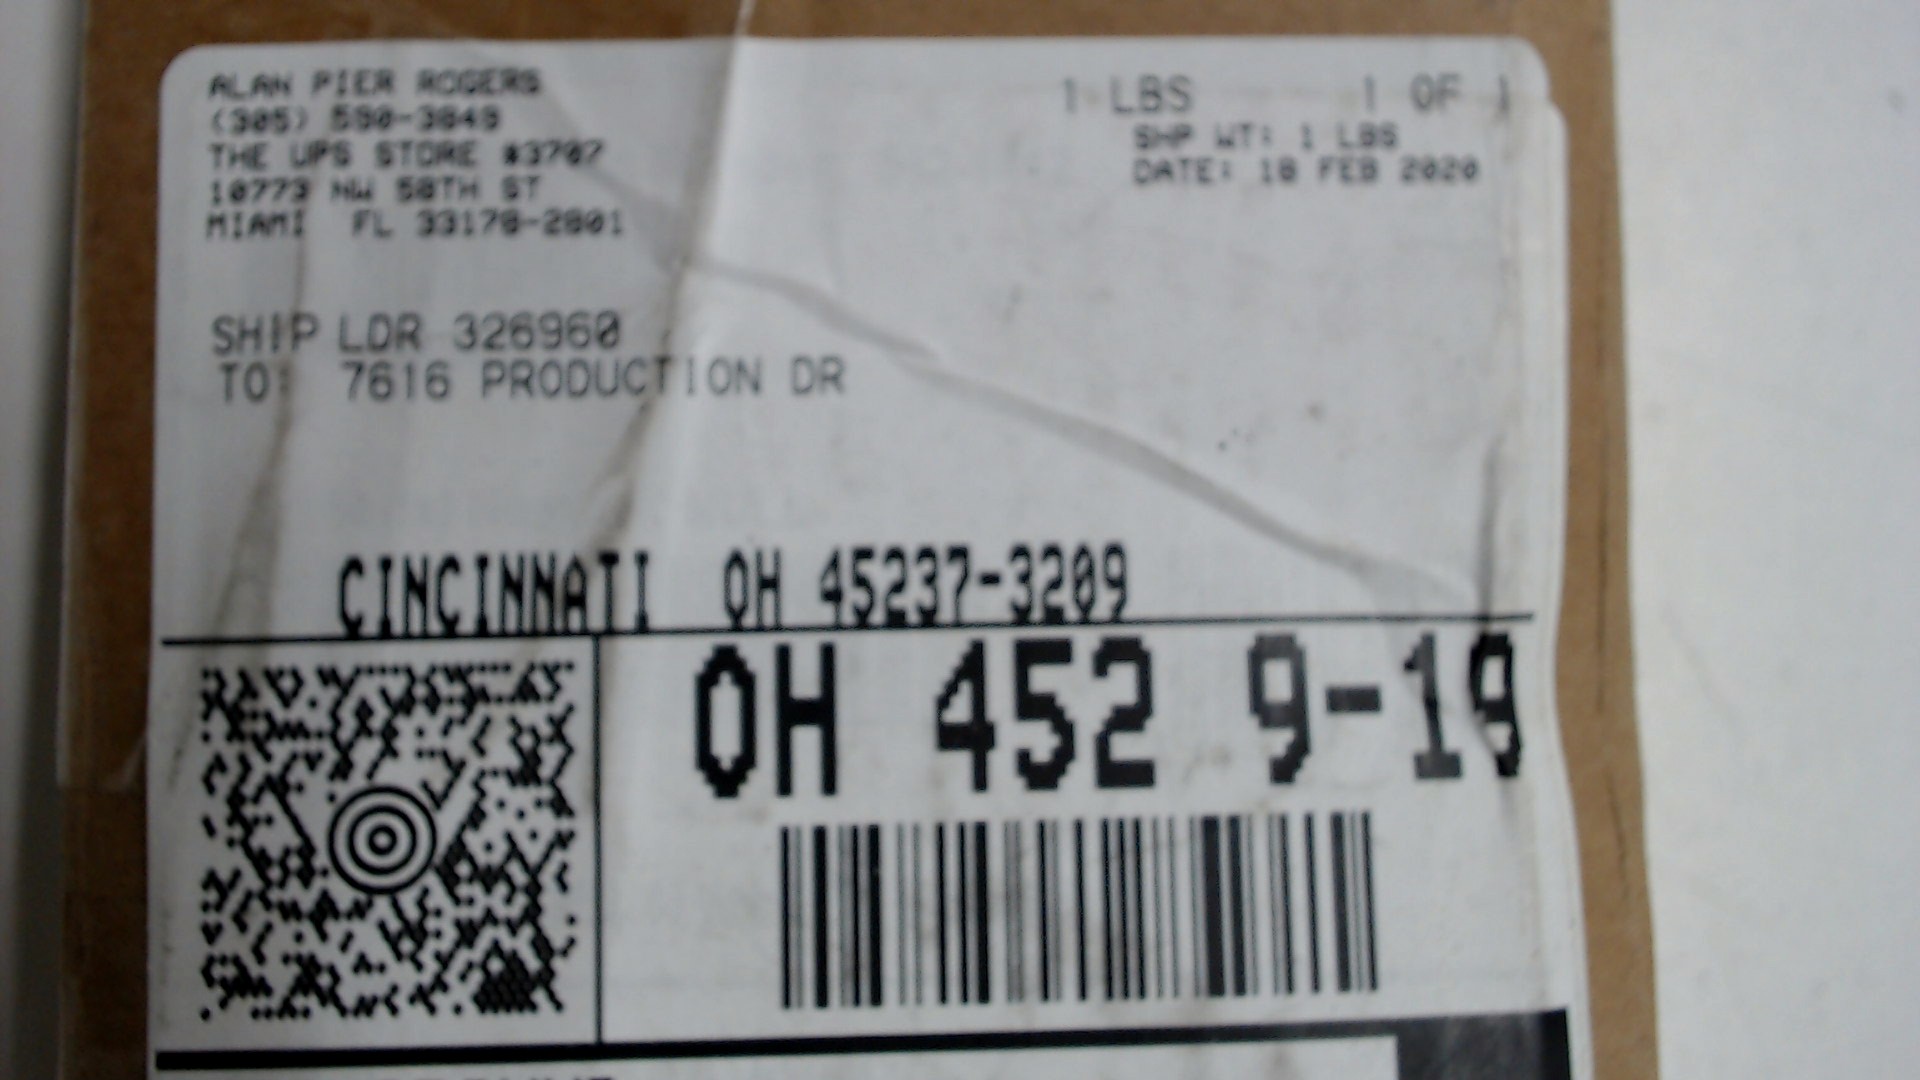 ALAN PIER ROGERS
(305) 590-3849
THE UPS STORE #3707
10773 NW 58TH ST
MIAMI FL 33178-2801
1 LBS 1 OF 1
SHP WT: 1 LBS
DATE: 18 FEB 2020
SHIP LDR 326960
TO: 7616 PRODUCTION DR
CINCINNATI OH 45237-3209
OH 452 9-19